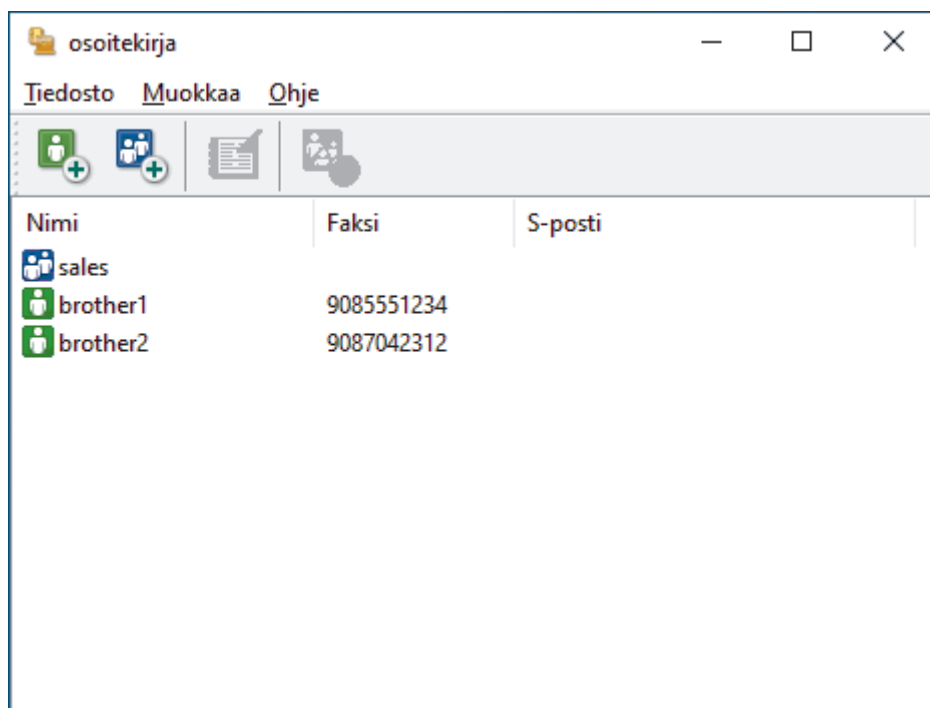 osoitekirja
Tiedosto Muokkaa Ohje
Nimi Faksi S-posti
sales
brother1 9085551234
brother2 9087042312